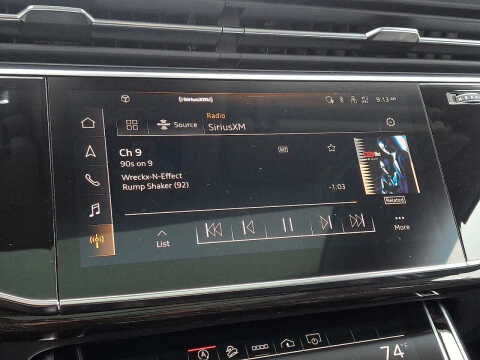 ((SiriusXM))
9:13 AM
Radio
Source
SiriusXM
Ch 9
90s on 9
Wreckx-N-Effect
Rump Shaker (92)
-1:03
Related
List
More
74